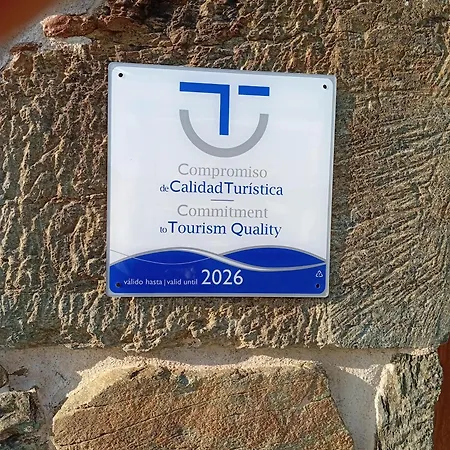 Compromiso
de Calidad Turística
Commitment
to Tourism Quality
válido hasta | valid until 2026